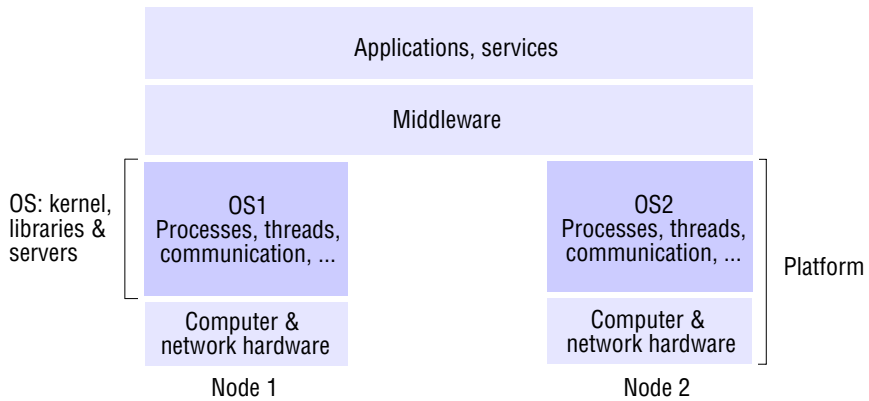 Applications, services
Middleware
OS: kernel,
libraries &
servers
OS1
Processes, threads,
communication, ...
OS2
Processes, threads,
communication, ...
Platform
Computer &
network hardware
Computer &
network hardware
Node 1
Node 2